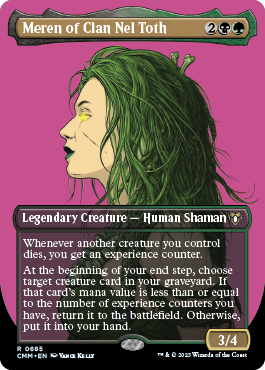 Meren of Clan Nel Toth 2
Legendary Creature — Human Shaman
Whenever another creature you control
dies, you get an experience counter.
At the beginning of your end step, choose
target creature card in your graveyard. If
that card's mana value is less than or equal
to the number of experience counters you
have, return it to the battlefield. Otherwise,
put it into your hand.
3/4
R 0685
CMM • EN Yan&e Kelly
™ & © 2023 Wizards of the Coast